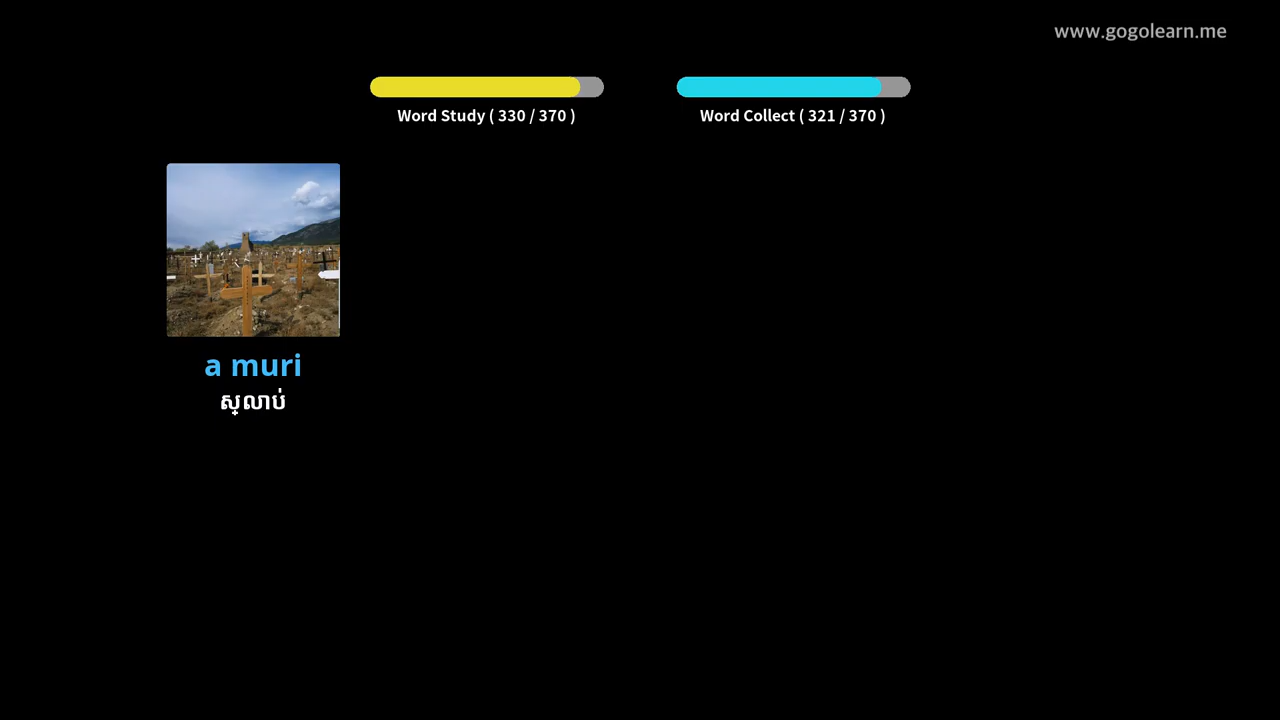 www.gogolearn.me
Word Study ( 330 / 370 )
Word Collect ( 321 / 370 )
a muri
ស្លាប់